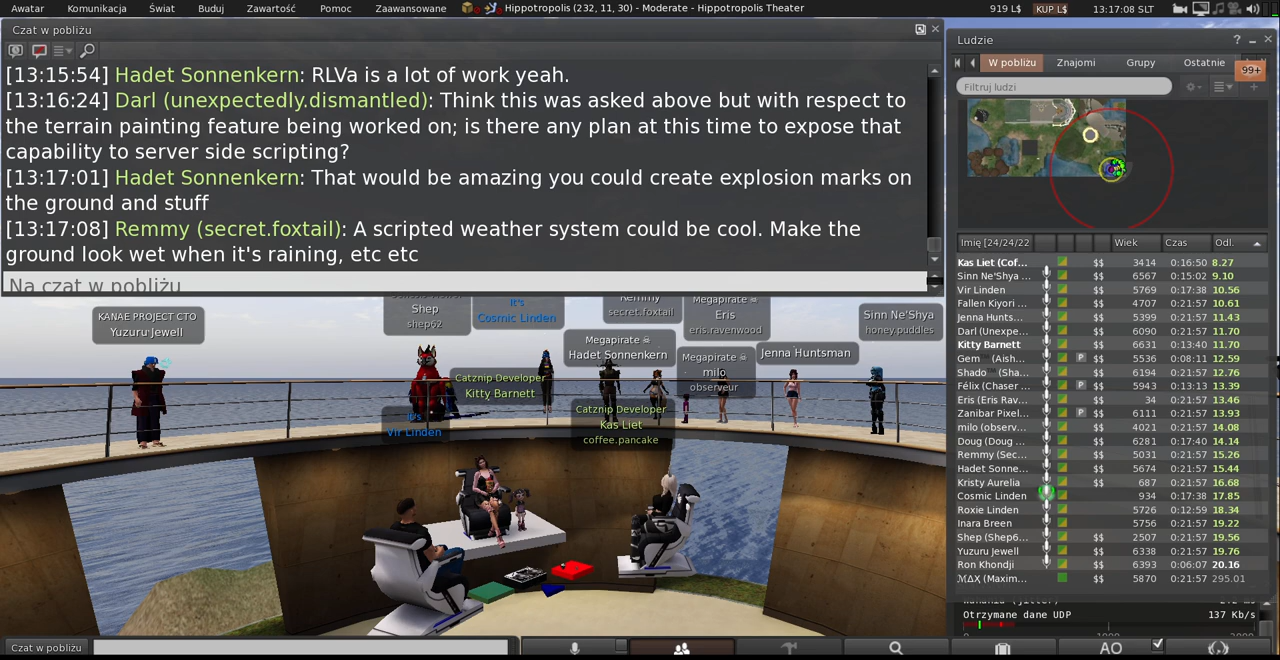 Awatar Komunikacja Świat Buduj Zawartość Pomoc Zaawansowane Hippotropolis (232, 11, 30) - Moderate - Hippotropolis Theater 919 L$ KUP L$ 13:17:08 SLT
Czat w pobliżu
[13:15:54] Hadet Sonnenkern: RLVa is a lot of work yeah.
[13:16:24] Darl (unexpectedly.dismantled): Think this was asked above but with respect to
the terrain painting feature being worked on; is there any plan at this time to expose that
capability to server side scripting?
[13:17:01] Hadet Sonnenkern: That would be amazing you could create explosion marks on
the ground and stuff
[13:17:08] Remmy (secret.foxtail): A scripted weather system could be cool. Make the
ground look wet when it's raining, etc etc
Na czat w pobliżu
KANAE PROJECT CTO
Yuzuru Jewell
Shep
shep62
It's
Cosmic Linden
Remmy
secret.foxtail
Megapirate ☠
Eris
eris.ravenwood
Sinn Ne'Shya
honey.puddles
Megapirate ☠
Hadet Sonnenkern
Megapirate ☠
milo
observeur
Jenna Huntsman
Catznip Developer
Kitty Barnett
It's
Vir Linden
Catznip Developer
Kas Liet
coffee.pancake
Ludzie
W pobliżu Znajomi Grupy Ostatnie
99+
Filtruj ludzi
Imię [24/24/22 Wiek Czas Odl.
Kas Liet (Cof... $$ 3414 0:16:50 8.27
Sinn Ne'Shya ... $$ 6567 0:15:02 9.10
Vir Linden 5769 0:17:38 10.56
Fallen Kiyori ... $$ 4707 0:21:57 10.61
Jenna Hunts... $$ 5399 0:21:57 11.43
Darl (Unexpe... $$ 6090 0:21:57 11.70
Kitty Barnett $$ 6631 0:13:40 11.70
Gem™ (Aish... P $$ 5536 0:08:11 12.59
Shado™ (Sha... $$ 6194 0:21:57 12.76
Félix (Chaser ... P $$ 5943 0:13:13 13.39
Eris (Eris Rav... $$ 34 0:21:57 13.46
Zanibar Pixel... P $$ 6111 0:21:57 13.93
milo (observ... $$ 4021 0:21:57 14.08
Doug (Doug ... $$ 6281 0:17:40 14.14
Remmy (Sec... $$ 5031 0:21:57 15.26
Hadet Sonne... $$ 5674 0:21:57 15.44
Kristy Aurelia $$ 687 0:21:57 16.68
Cosmic Linden 934 0:17:38 17.85
Roxie Linden 5726 0:12:59 18.34
Inara Breen 5756 0:21:57 19.22
Shep (Shep6... $$ 2507 0:21:57 19.56
Yuzuru Jewell $$ 6338 0:21:57 19.76
Ron Khondji $$ 6393 0:06:07 20.16
ℳΔX (Maxim... $$ 5870 0:21:57 295.01
Otrzymane dane UDP 137 Kb/s
Czat w pobliżu
AO